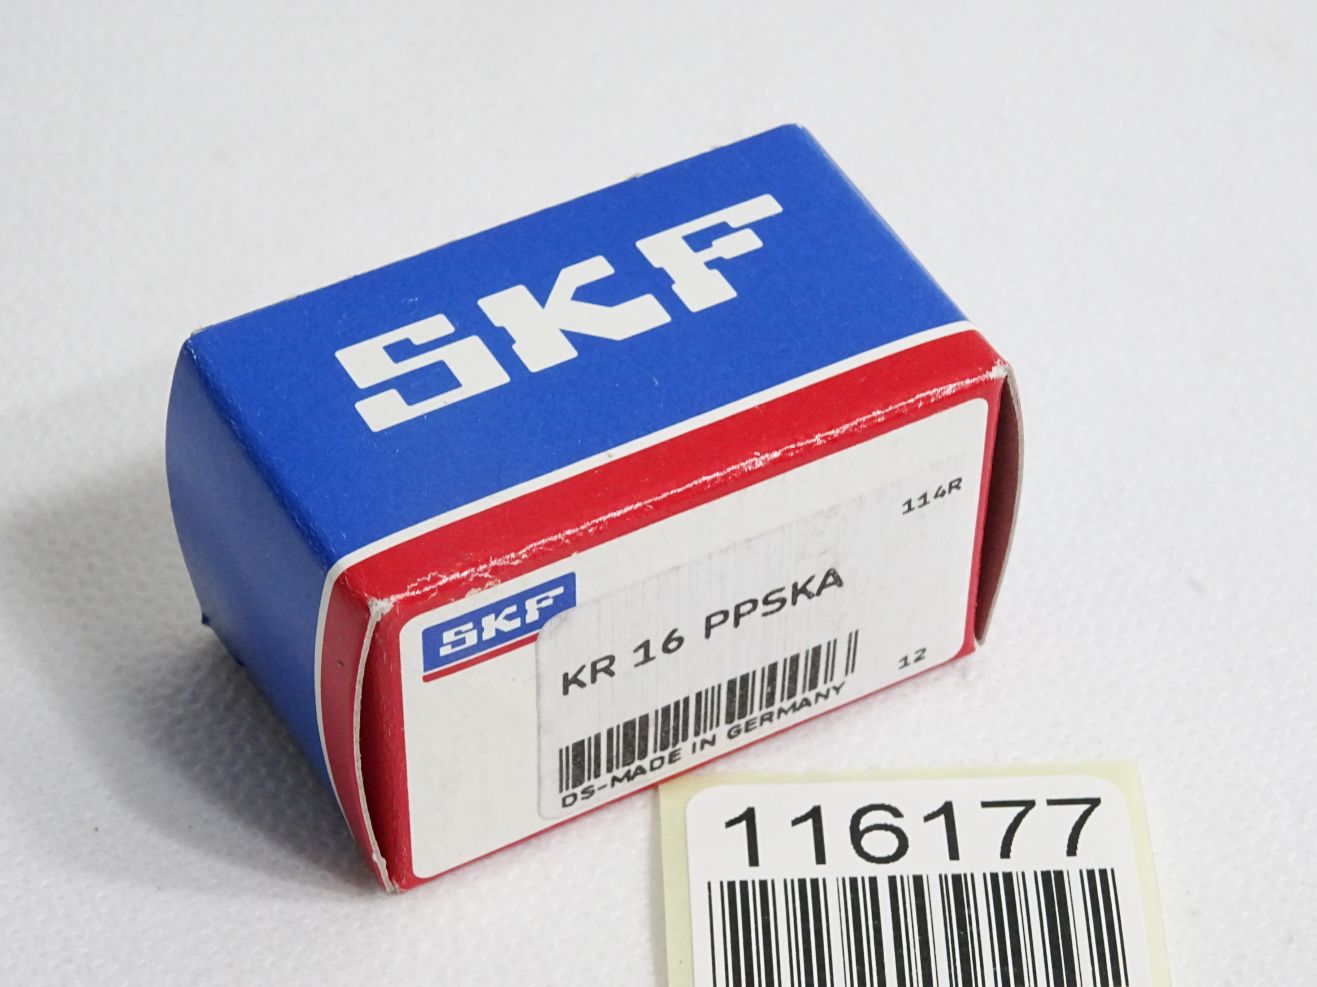 SKF
114R
SKF
KR 16 PPSKA
12
DS-MADE IN GERMANY
116177